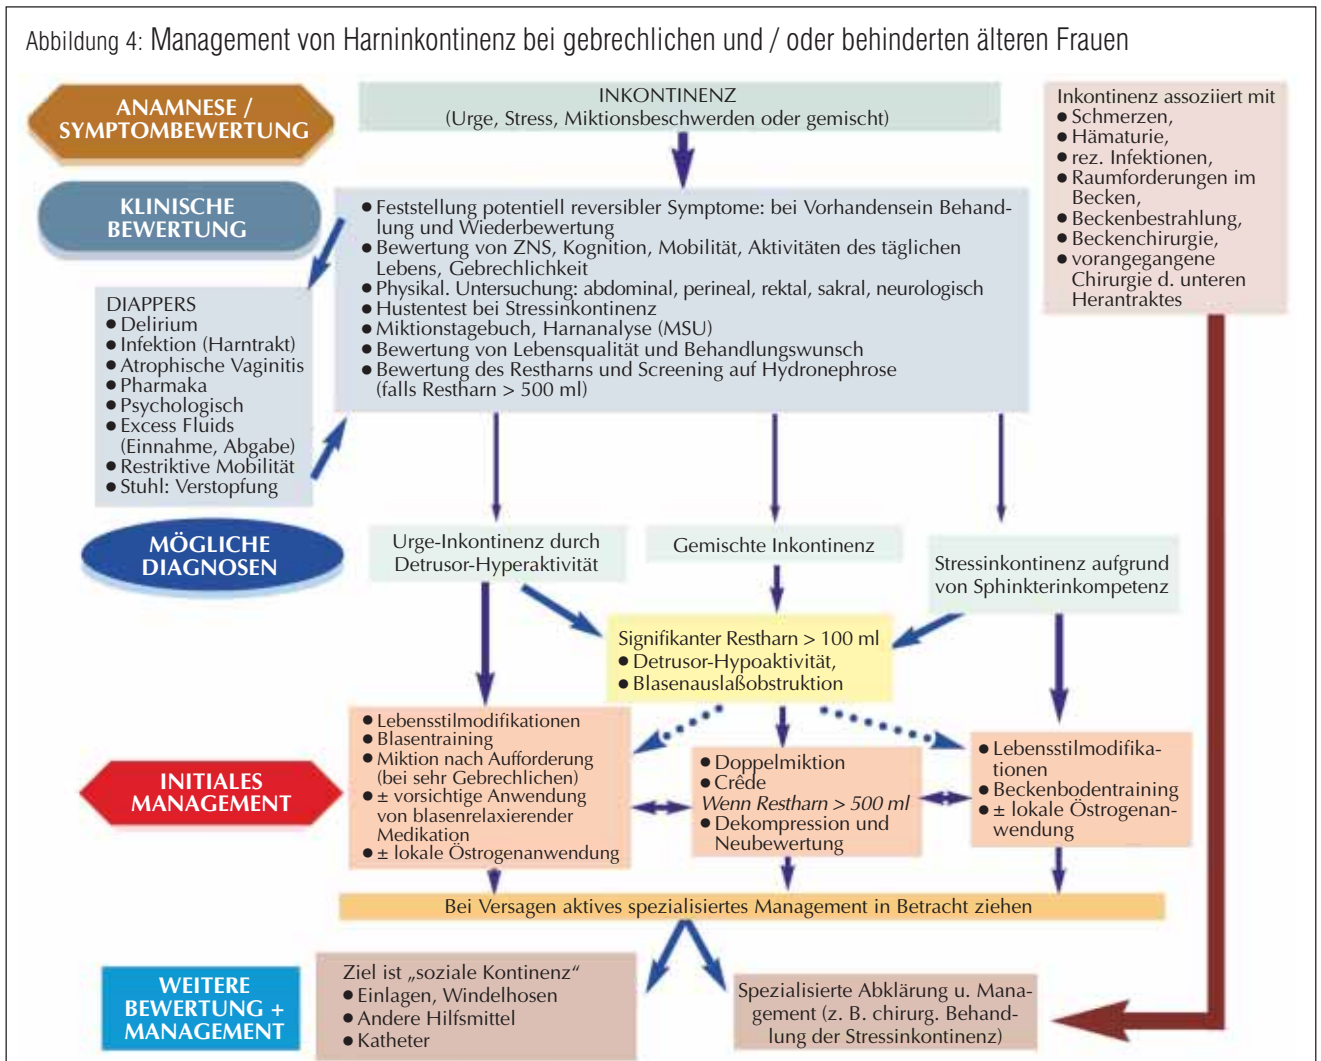 Abbildung 4: Management von Harninkontinenz bei gebrechlichen und / oder behinderten älteren Frauen
ANAMNESE /
SYMPTOMBEWERTUNG
INKONTINENZ
(Urge, Stress, Miktionsbeschwerden oder gemischt)
Inkontinenz assoziiert mit
● Schmerzen,
● Hämaturie,
● rez. Infektionen,
● Raumforderungen im
Becken,
● Beckenbestrahlung,
● Beckenchirurgie,
● vorangegangene
Chirurgie d. unteren
Herantraktes
KLINISCHE
BEWERTUNG
● Feststellung potentiell reversibler Symptome: bei Vorhandensein Behand-
lung und Wiederbewertung
● Bewertung von ZNS, Kognition, Mobilität, Aktivitäten des täglichen
Lebens, Gebrechlichkeit
● Physikal. Untersuchung: abdominal, perineal, rektal, sakral, neurologisch
● Hustentest bei Stressinkontinenz
● Miktionstagebuch, Harnanalyse (MSU)
● Bewertung von Lebensqualität und Behandlungswunsch
● Bewertung des Restharns und Screening auf Hydronephrose
(falls Restharn > 500 ml)
DIAPPERS
● Delirium
● Infektion (Harntrakt)
● Atrophische Vaginitis
● Pharmaka
● Psychologisch
● Excess Fluids
(Einnahme, Abgabe)
● Restriktive Mobilität
● Stuhl: Verstopfung
MÖGLICHE
DIAGNOSEN
Urge-Inkontinenz durch
Detrusor-Hyperaktivität
Gemischte Inkontinenz
Stressinkontinenz aufgrund
von Sphinkterinkompetenz
Signifikanter Restharn > 100 ml
● Detrusor-Hypoaktivität,
● Blasenauslaßobstruktion
INITIALES
MANAGEMENT
● Lebensstilmodifikationen
● Blasentraining
● Miktion nach Aufforderung
(bei sehr Gebrechlichen)
● ± vorsichtige Anwendung
von blasenrelaxierender
Medikation
● ± lokale Östrogenanwendung
● Doppelmiktion
● Crêde
Wenn Restharn > 500 ml
● Dekompression und
Neubewertung
● Lebensstilmodifika-
tionen
● Beckenbodentraining
● ± lokale Östrogenan-
wendung
Bei Versagen aktives spezialisiertes Management in Betracht ziehen
WEITERE
BEWERTUNG +
MANAGEMENT
Ziel ist „soziale Kontinenz“
● Einlagen, Windelhosen
● Andere Hilfsmittel
● Katheter
Spezialisierte Abklärung u. Mana-
gement (z. B. chirurg. Behand-
lung der Stressinkontinenz)